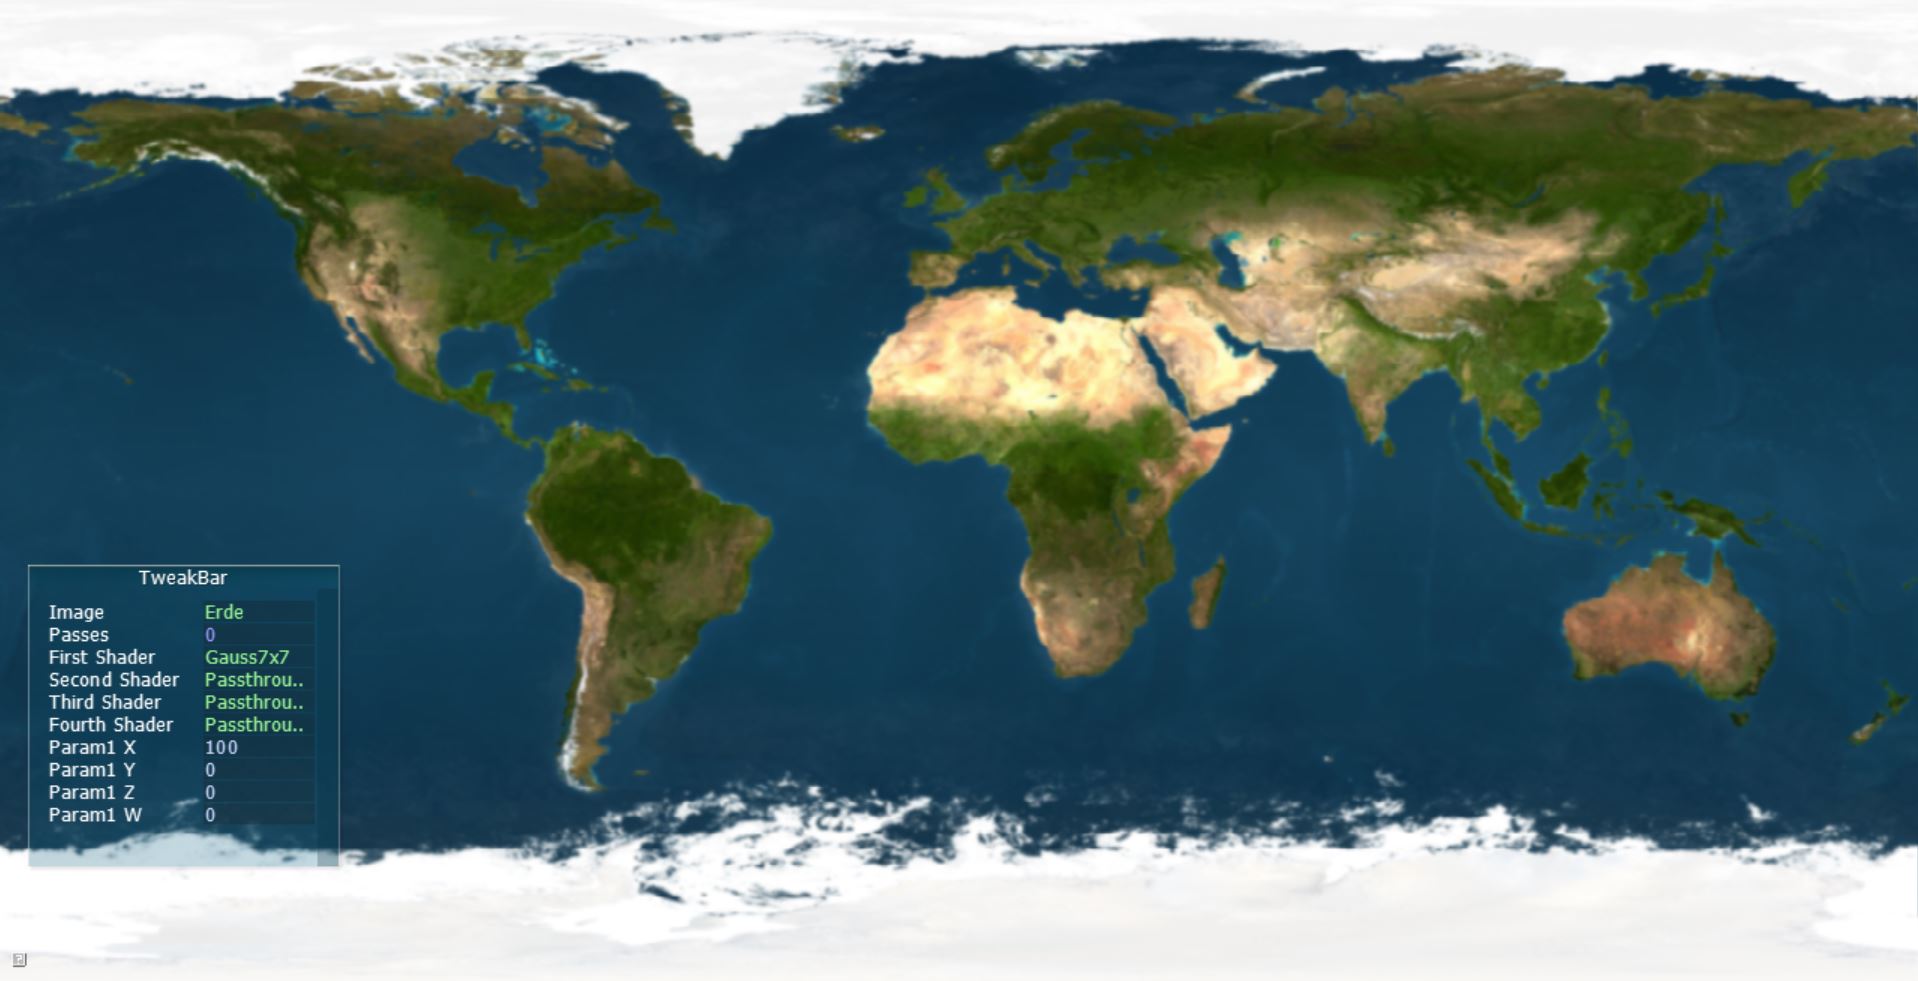 TweakBar
Image Erde
Passes 0
First Shader Gauss7x7
Second Shader Passthrou..
Third Shader Passthrou..
Fourth Shader Passthrou..
Param1 X 100
Param1 Y 0
Param1 Z 0
Param1 W 0